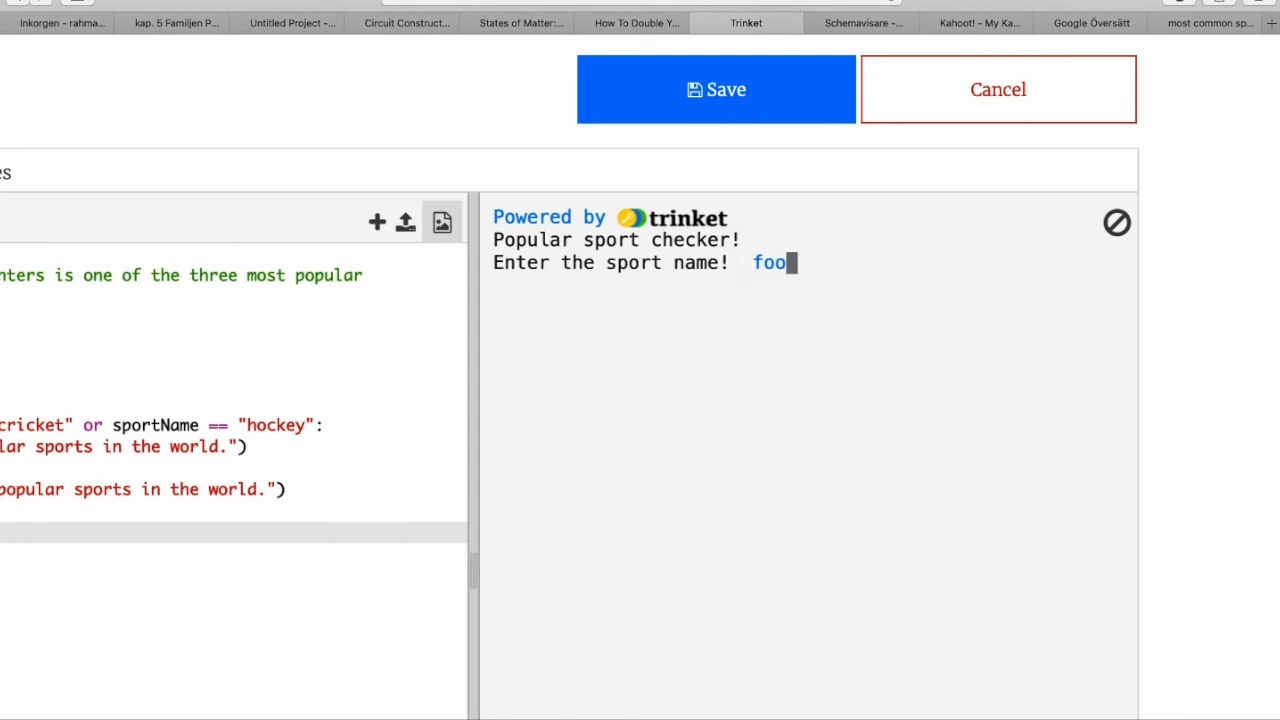 Inkorgen – rahma...
kap. 5 Familjen P...
Untitled Project –...
Circuit Construct...
States of Matter:...
How To Double Y...
Trinket
Schemavisare –...
Kahoot! – My Ka...
Google Översätt
most common sp...
Save
Cancel
es
Powered by trinket
Popular sport checker!
Enter the sport name! foo
nters is one of the three most popular
cricket" or sportName == "hockey":
lar sports in the world.")
popular sports in the world.")